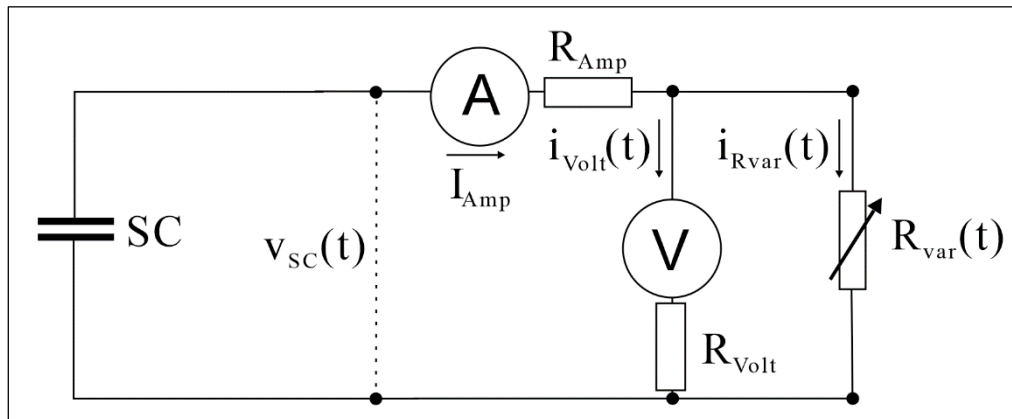 R_Amp
A
i_Volt(t)
i_Rvar(t)
I_Amp
SC
v_SC(t)
V
R_var(t)
R_Volt